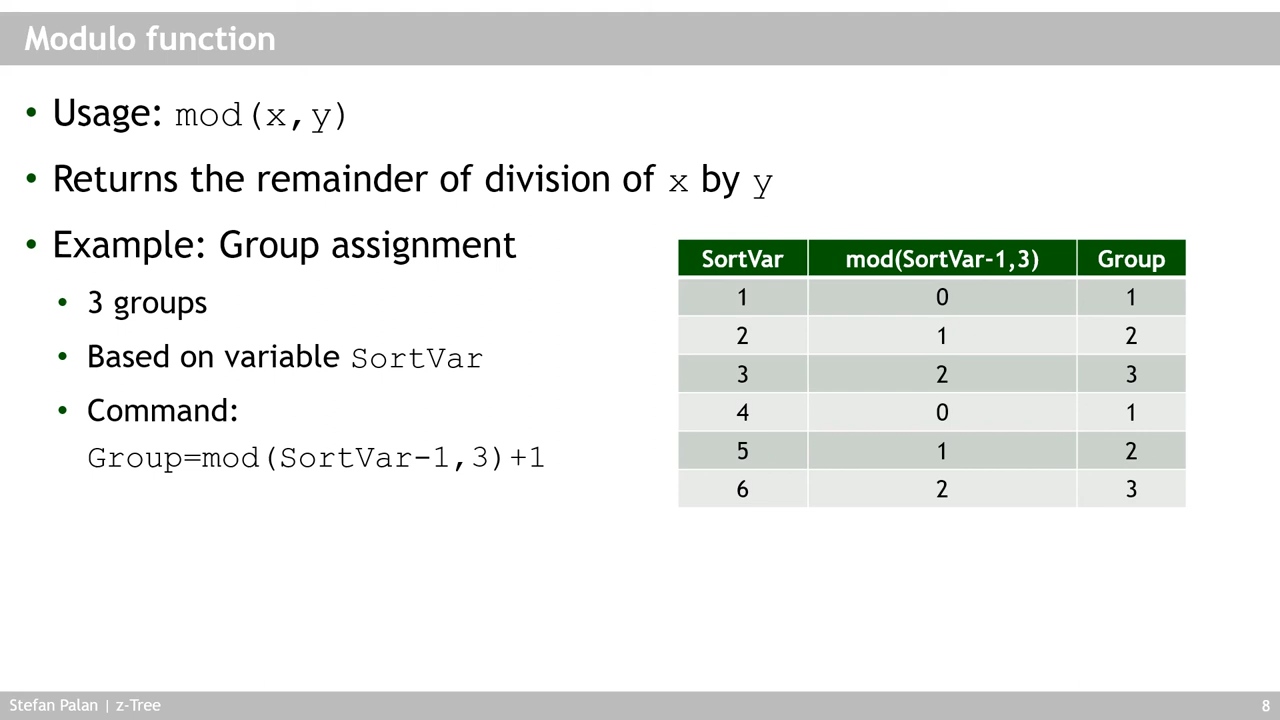 Modulo function
• Usage: mod(x,y)
• Returns the remainder of division of x by y
• Example: Group assignment
• 3 groups
• Based on variable SortVar
• Command:
Group=mod(SortVar-1,3)+1
SortVar mod(SortVar-1,3) Group
1 0 1
2 1 2
3 2 3
4 0 1
5 1 2
6 2 3
Stefan Palan | z-Tree 8